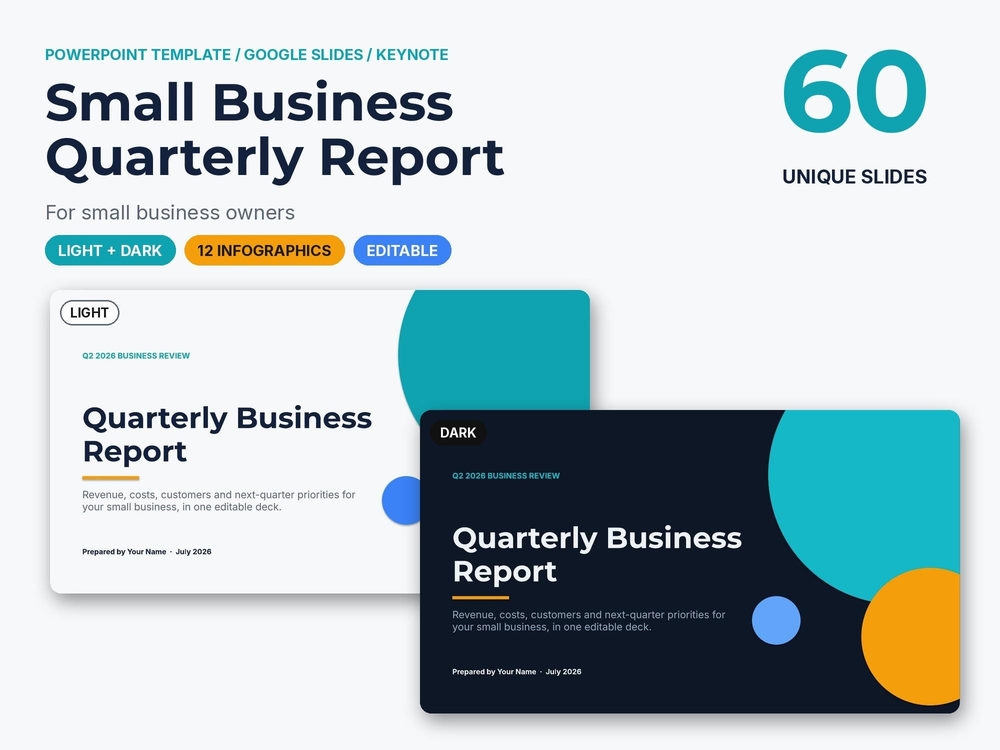 POWERPOINT TEMPLATE / GOOGLE SLIDES / KEYNOTE
Small Business
Quarterly Report
For small business owners
LIGHT + DARK
12 INFOGRAPHICS
EDITABLE
60
UNIQUE SLIDES
LIGHT
Q2 2026 BUSINESS REVIEW
Quarterly Business
Report
Revenue, costs, customers and next-quarter priorities for
your small business, in one editable deck.
Prepared by Your Name · July 2026
DARK
Q2 2026 BUSINESS REVIEW
Quarterly Business
Report
Revenue, costs, customers and next-quarter priorities for
your small business, in one editable deck.
Prepared by Your Name · July 2026